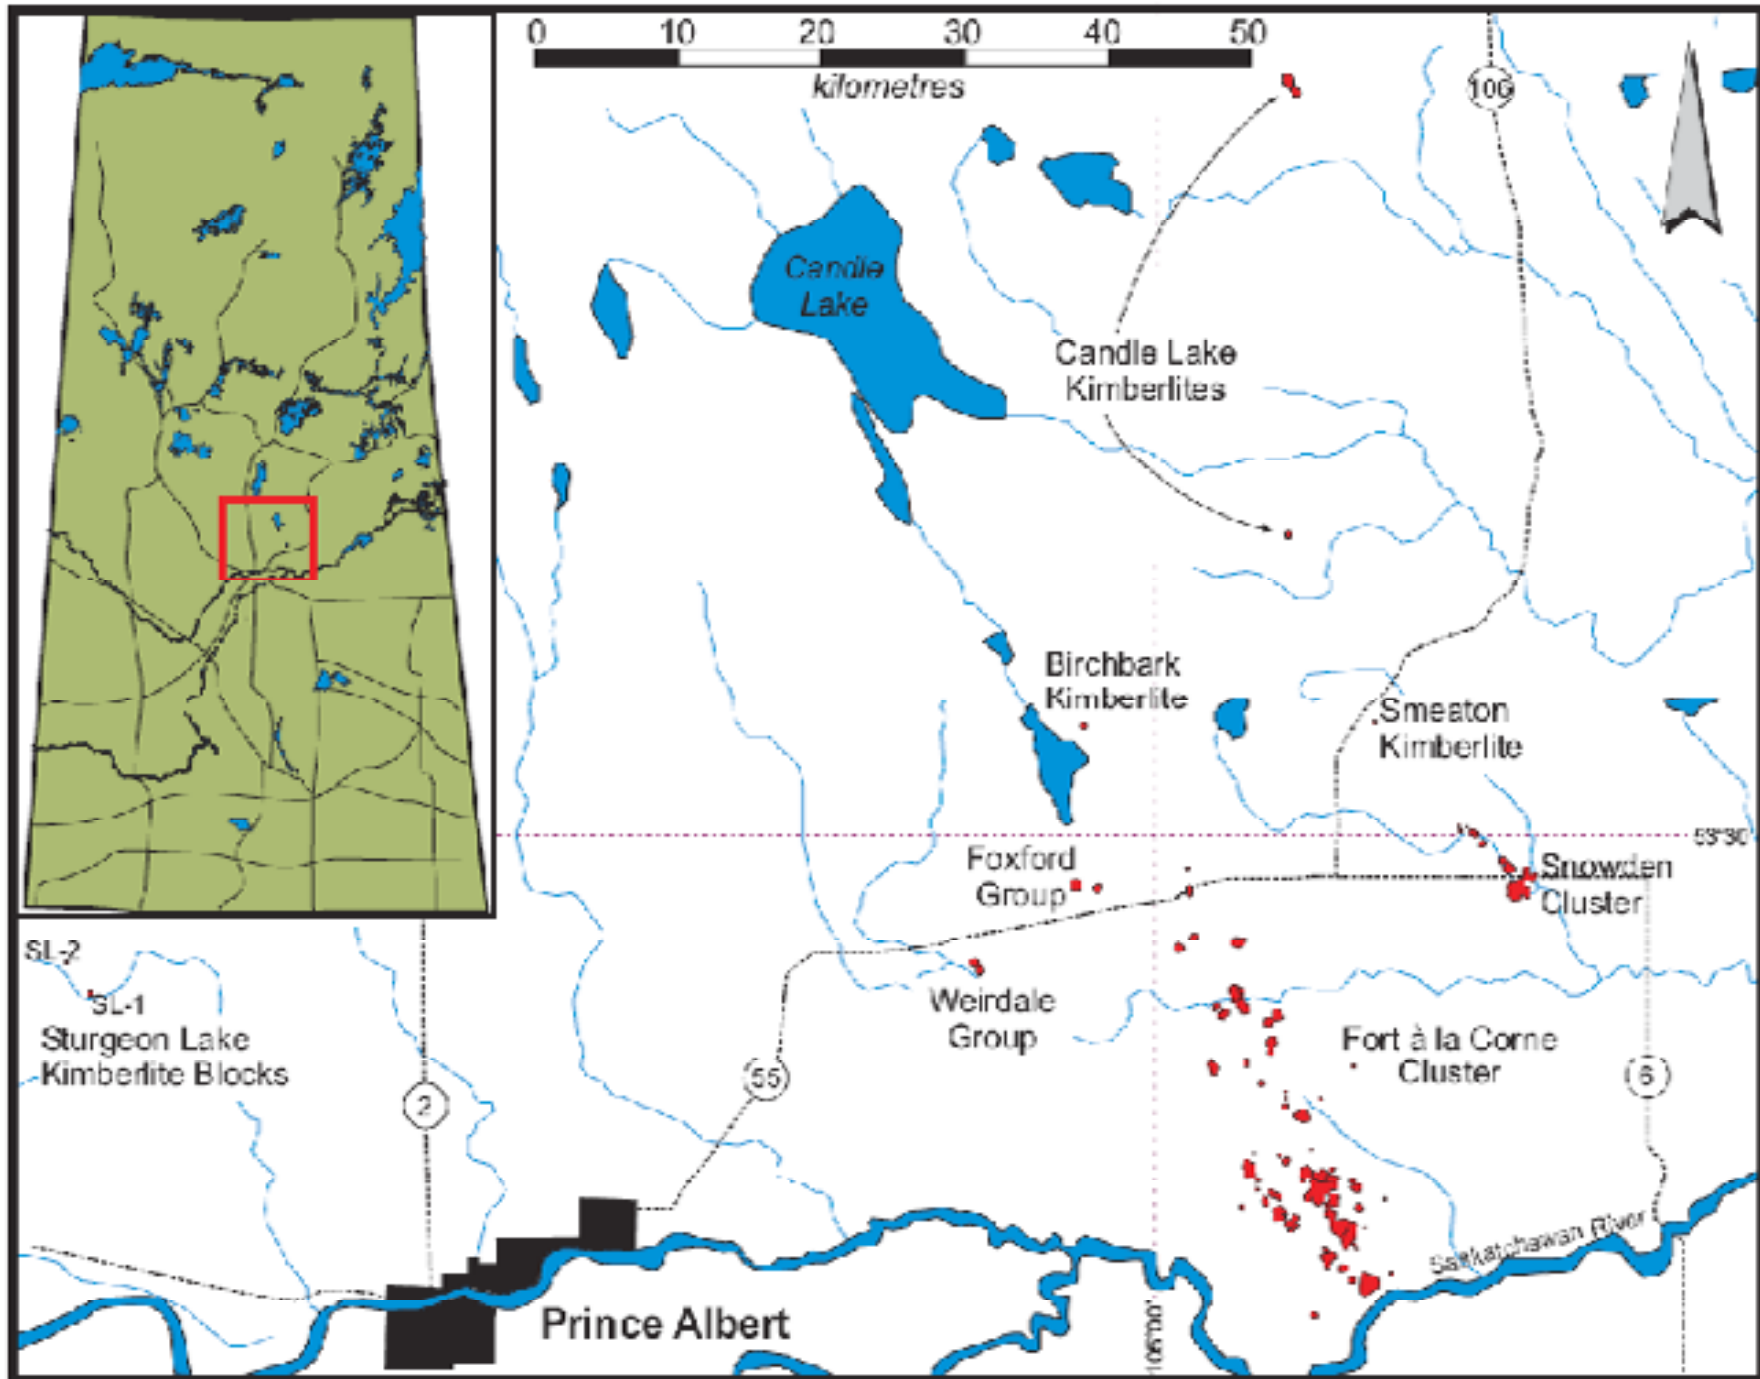 0 10 20 30 40 50
kilometres
106
Candle
Lake
Candle Lake
Kimberlites
Birchbark
Kimberlite
Smeaton
Kimberlite
53°30'
Foxford
Group
Snowden
Cluster
SL-2
SL-1
Sturgeon Lake
Kimberlite Blocks
Weirdale
Group
Fort à la Corne
Cluster
2
55
6
Saskatchawan River
Prince Albert
106°00'